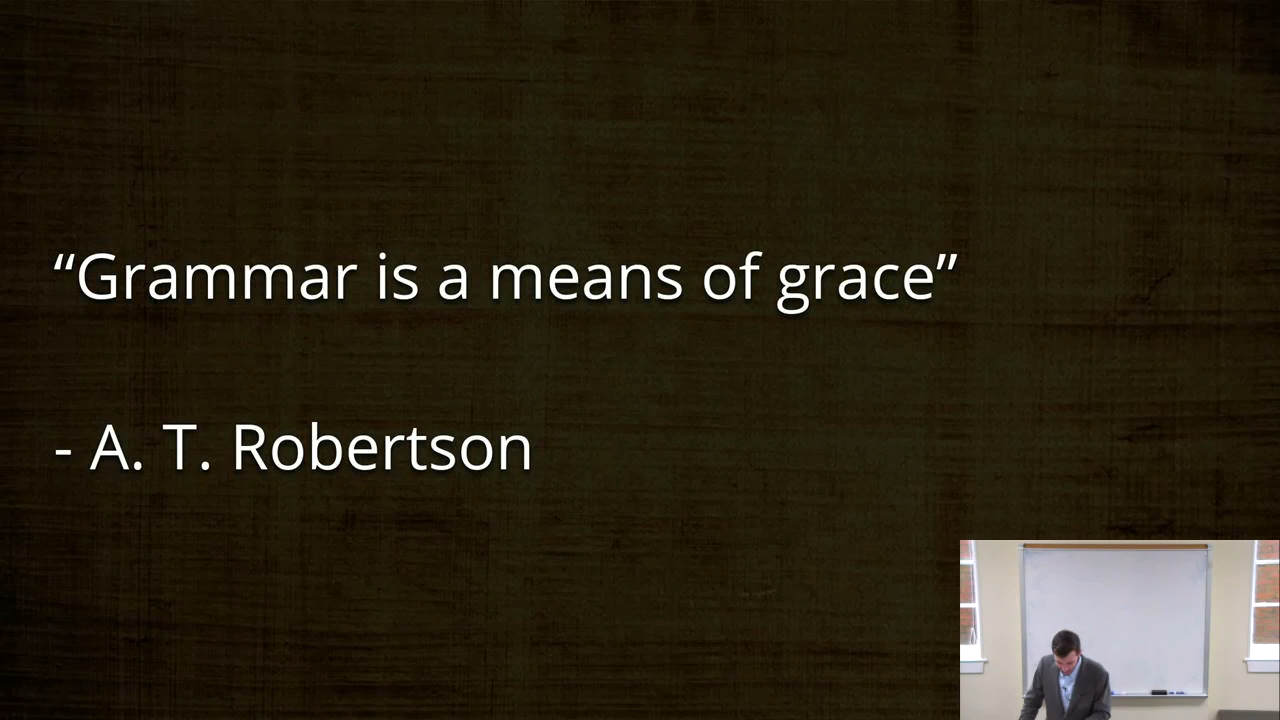 “Grammar is a means of grace”
- A. T. Robertson